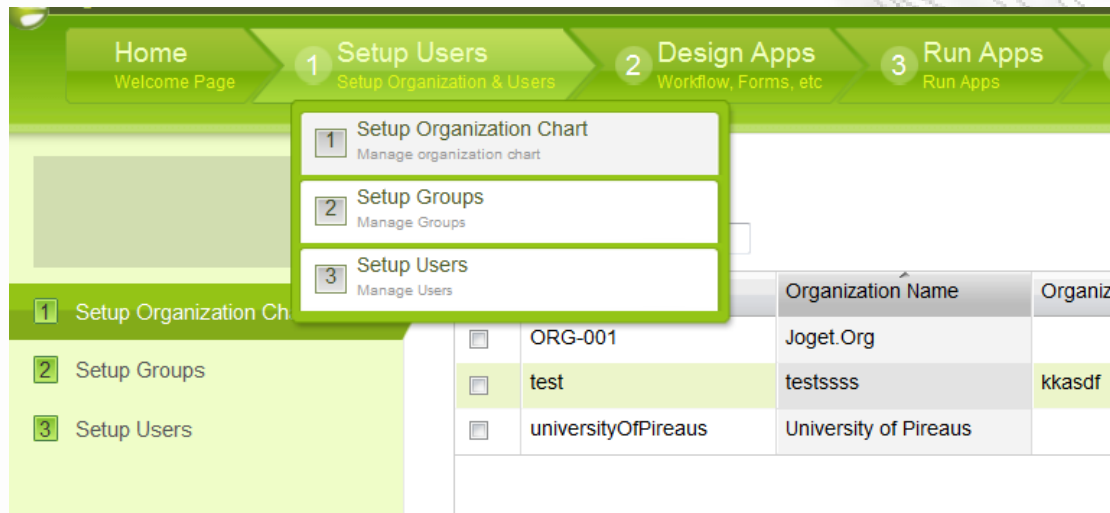 Home
Welcome Page
1
Setup Users
Setup Organization & Users
2
Design Apps
Workflow, Forms, etc
3
Run Apps
Run Apps
1
Setup Organization Chart
Manage organization chart
2
Setup Groups
Manage Groups
3
Setup Users
Manage Users
Organization Name
Organiz
1
Setup Organization Ch
ORG-001
Joget.Org
2
Setup Groups
test
testssss
kkasdf
3
Setup Users
universityOfPireaus
University of Pireaus